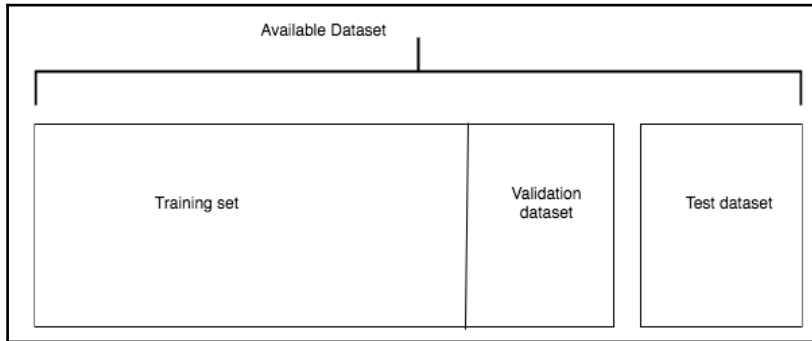 Available Dataset
Training set
Validation
dataset
Test dataset